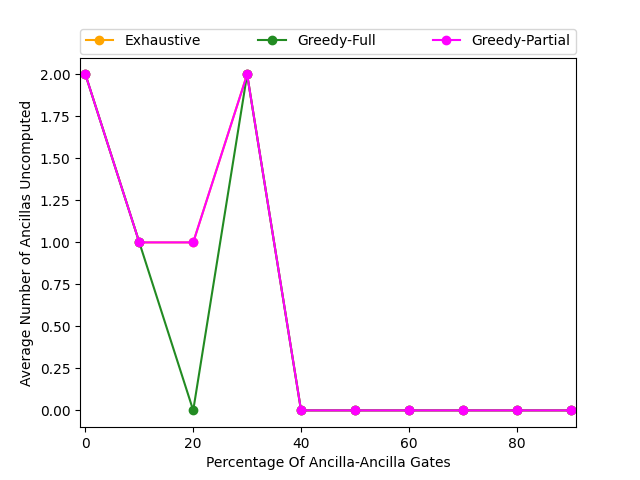 Exhaustive Greedy-Full Greedy-Partial
Average Number of Ancillas Uncomputed
2.00
1.75
1.50
1.25
1.00
0.75
0.50
0.25
0.00
0 20 40 60 80
Percentage Of Ancilla-Ancilla Gates